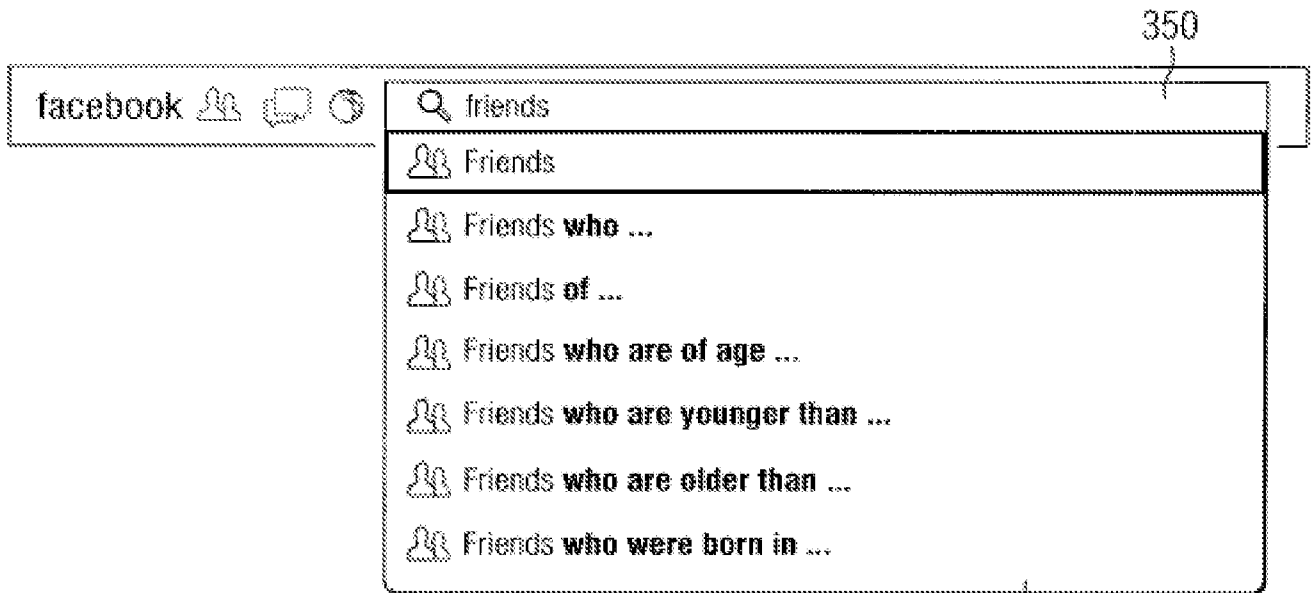 350
facebook friends
Friends
Friends who ...
Friends of ...
Friends who are of age ...
Friends who are younger than ...
Friends who are older than ...
Friends who were born in ...